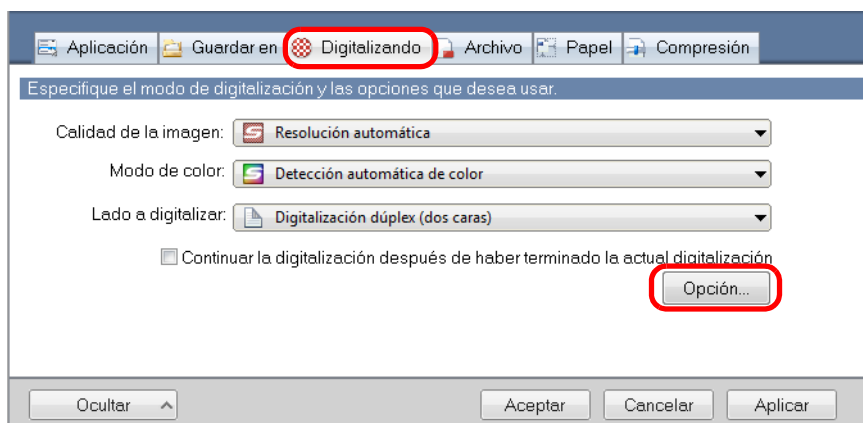 Aplicación Guardar en Digitalizando Archivo Papel Compresión
Especifique el modo de digitalización y las opciones que desea usar.
Calidad de la imagen: Resolución automática
Modo de color: Detección automática de color
Lado a digitalizar: Digitalización dúplex (dos caras)
Continuar la digitalización después de haber terminado la actual digitalización
Opción...
Ocultar Aceptar Cancelar Aplicar